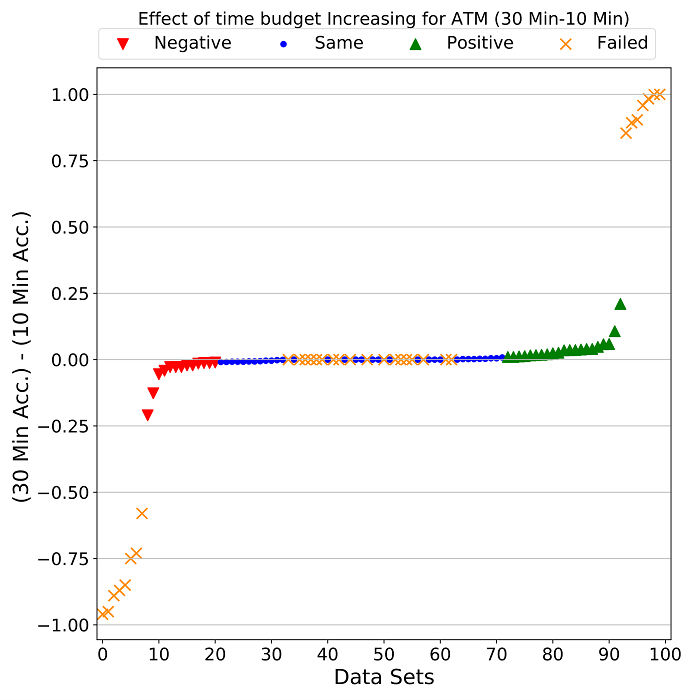 Effect of time budget Increasing for ATM (30 Min-10 Min)
Negative Same Positive Failed
(30 Min Acc.) - (10 Min Acc.)
1.00
0.75
0.50
0.25
0.00
−0.25
−0.50
−0.75
−1.00
0 10 20 30 40 50 60 70 80 90 100
Data Sets